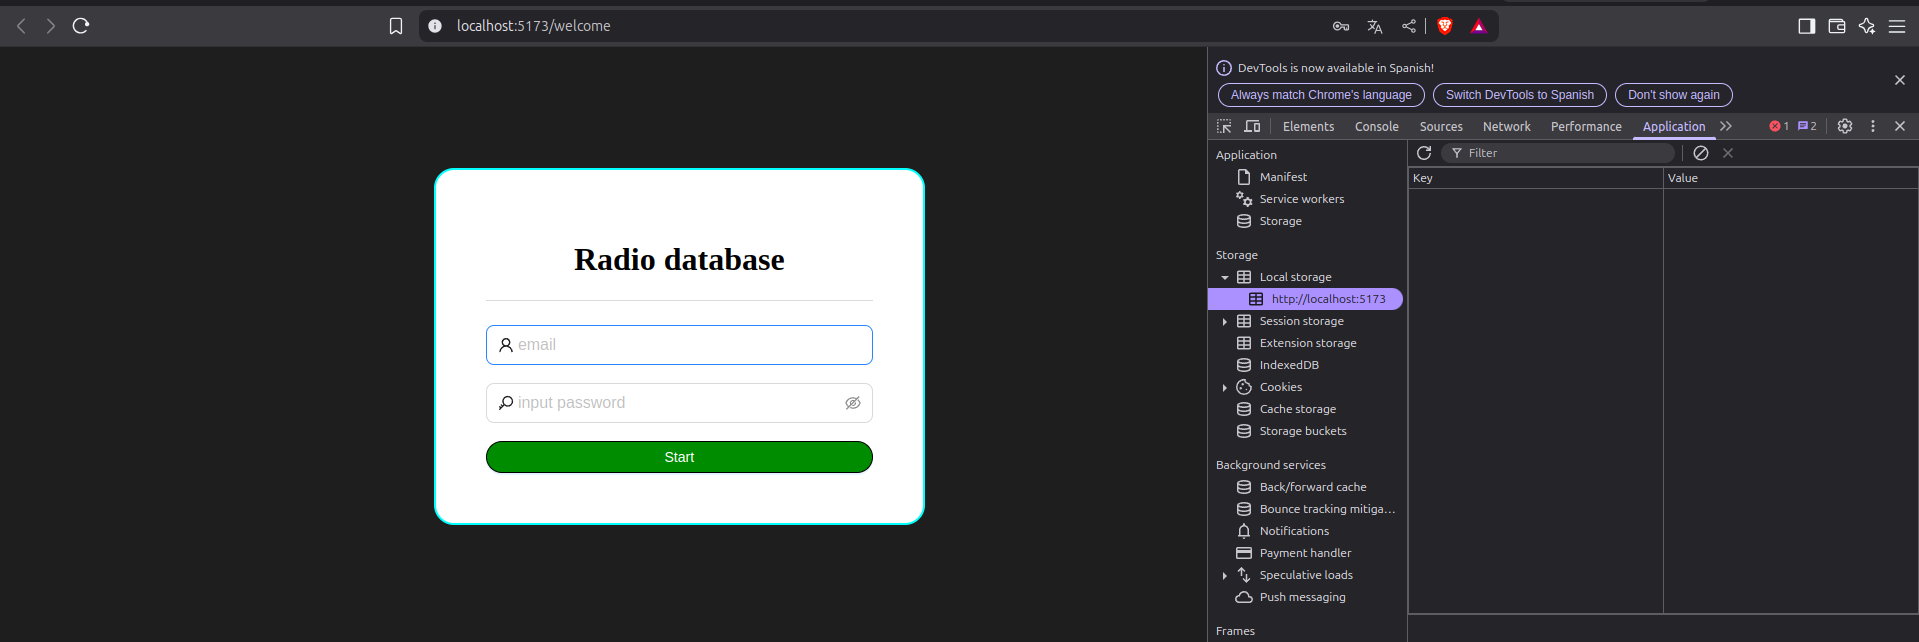 localhost:5173/welcome
DevTools is now available in Spanish!
Always match Chrome's language
Switch DevTools to Spanish
Don't show again
Elements
Console
Sources
Network
Performance
Application
1
2
Application
Manifest
Service workers
Storage
Storage
Local storage
http://localhost:5173
Session storage
Extension storage
IndexedDB
Cookies
Cache storage
Storage buckets
Background services
Back/forward cache
Bounce tracking mitiga…
Notifications
Payment handler
Speculative loads
Push messaging
Frames
Filter
Key
Value
Radio database
email
input password
Start